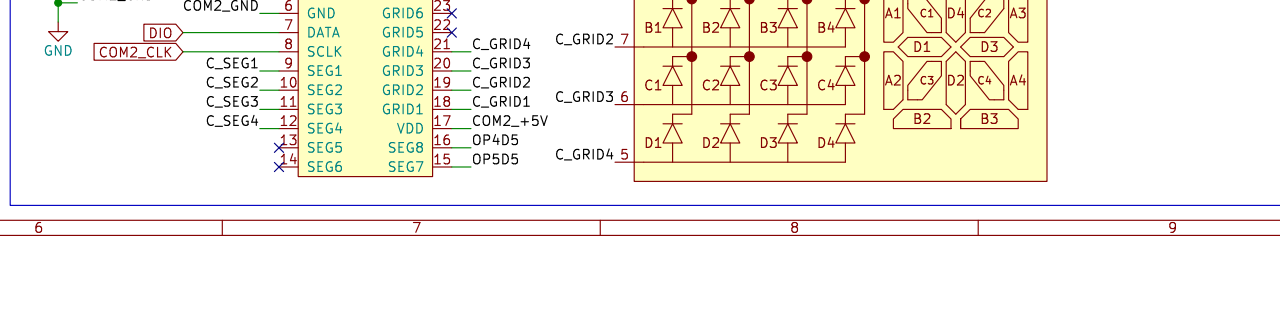 COM2_GND 6 GND GRID6 23
DIO 7 DATA GRID5 22
COM2_CLK 8 SCLK GRID4 21 C_GRID4
C_SEG1 9 SEG1 GRID3 20 C_GRID3
C_SEG2 10 SEG2 GRID2 19 C_GRID2
C_SEG3 11 SEG3 GRID1 18 C_GRID1
C_SEG4 12 SEG4 VDD 17 COM2_+5V
13 SEG5 SEG8 16 OP4D5
14 SEG6 SEG7 15 OP5D5
GND
B1 B2 B3 B4
C_GRID2 7
C1 C2 C3 C4
C_GRID3 6
D1 D2 D3 D4
C_GRID4 5
A1 C1 D4 C2 A3
D1 D3
A2 C3 D2 C4 A4
B2 B3
6 7 8 9